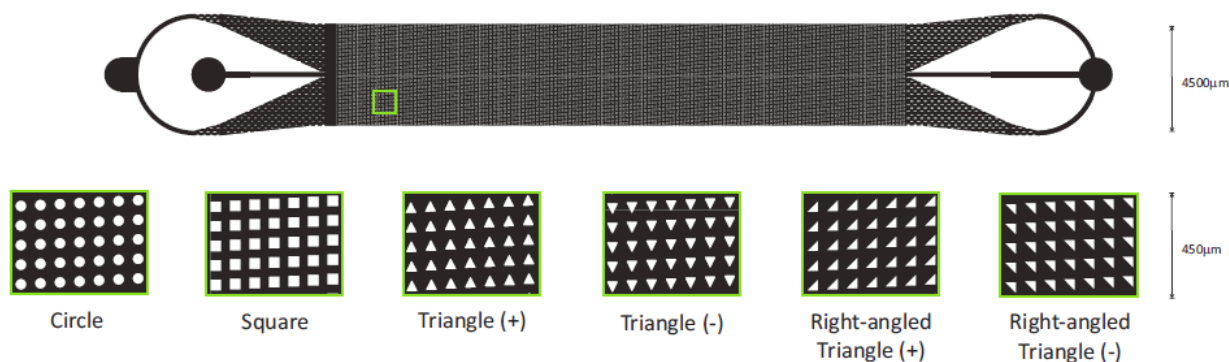 4500µm
450µm
Circle
Square
Triangle (+)
Triangle (-)
Right-angled
Triangle (+)
Right-angled
Triangle (-)